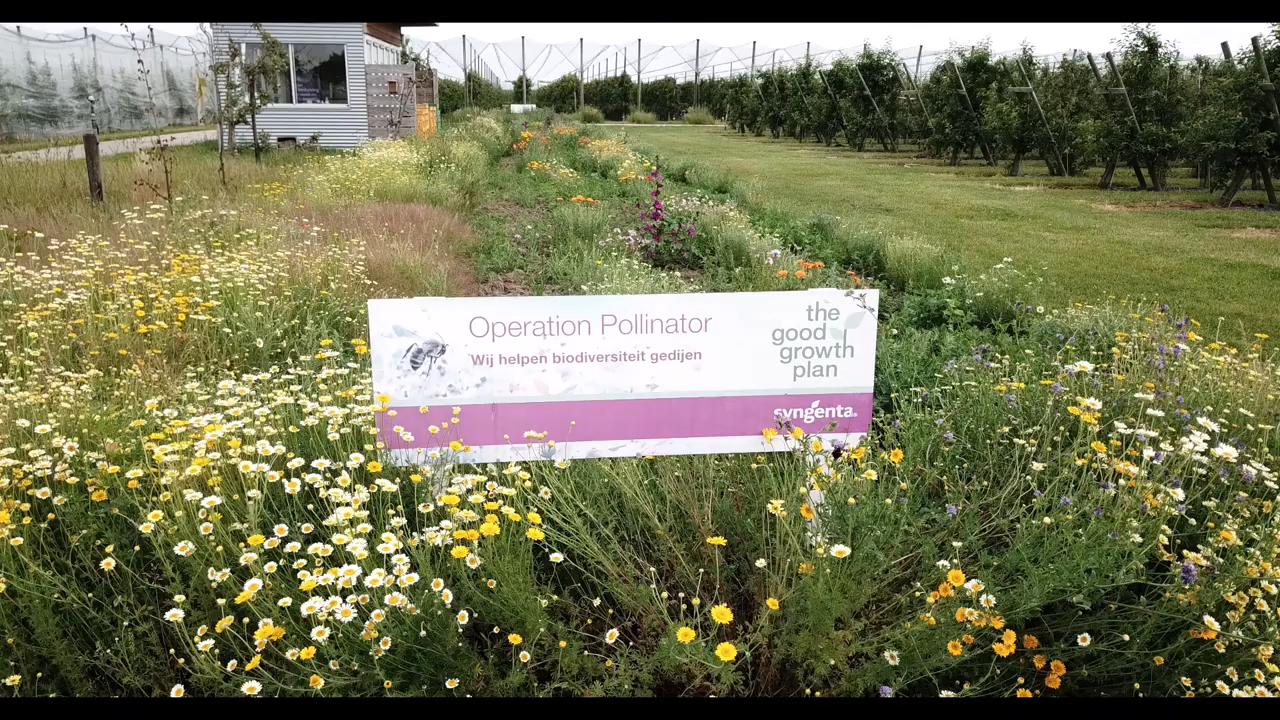 Operation Pollinator
Wij helpen biodiversiteit gedijen
the
good
growth
plan
syngenta